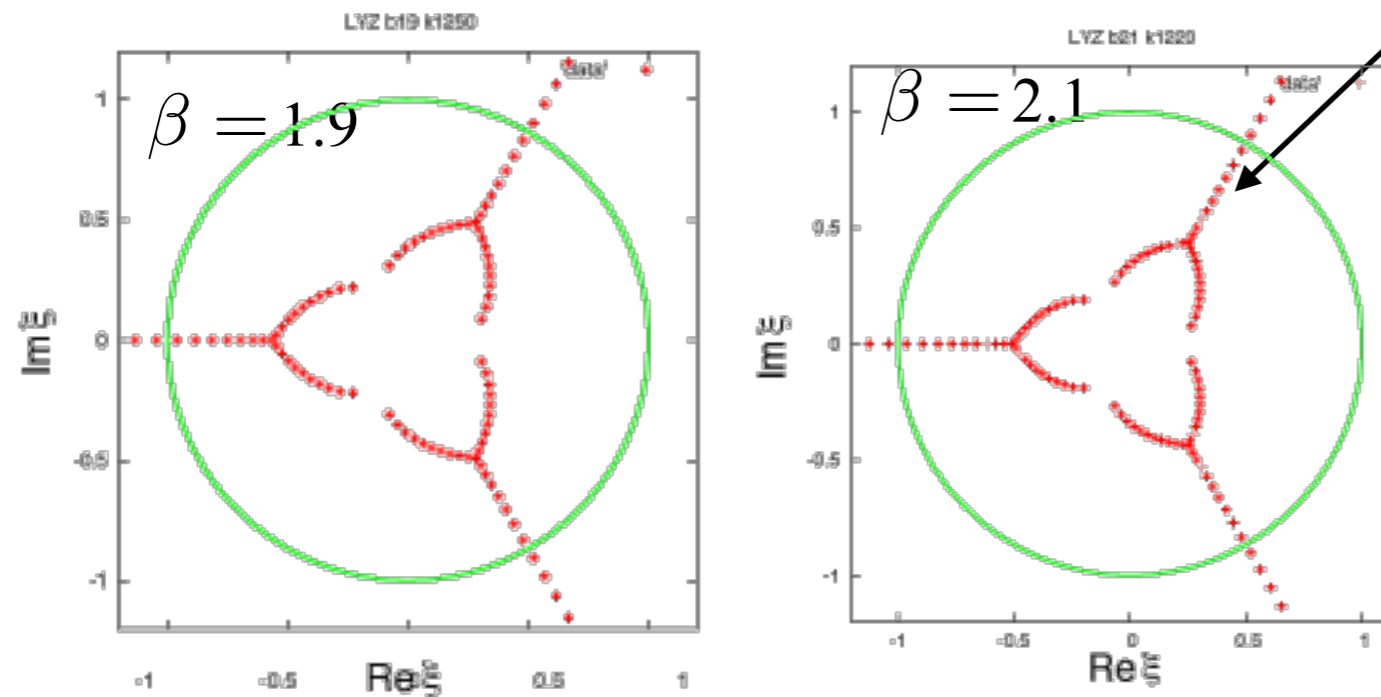 LYZ b19 k1250
'data'
β = 1.9
1
0.5
0
-0.5
-1
Im ξ
-1
-0.5
0.5
1
Re ξ
LYZ b21 k1220
'data'
β = 2.1
1
0.5
0
-0.5
-1
Im ξ
-1
-0.5
0
0.5
1
Re ξ